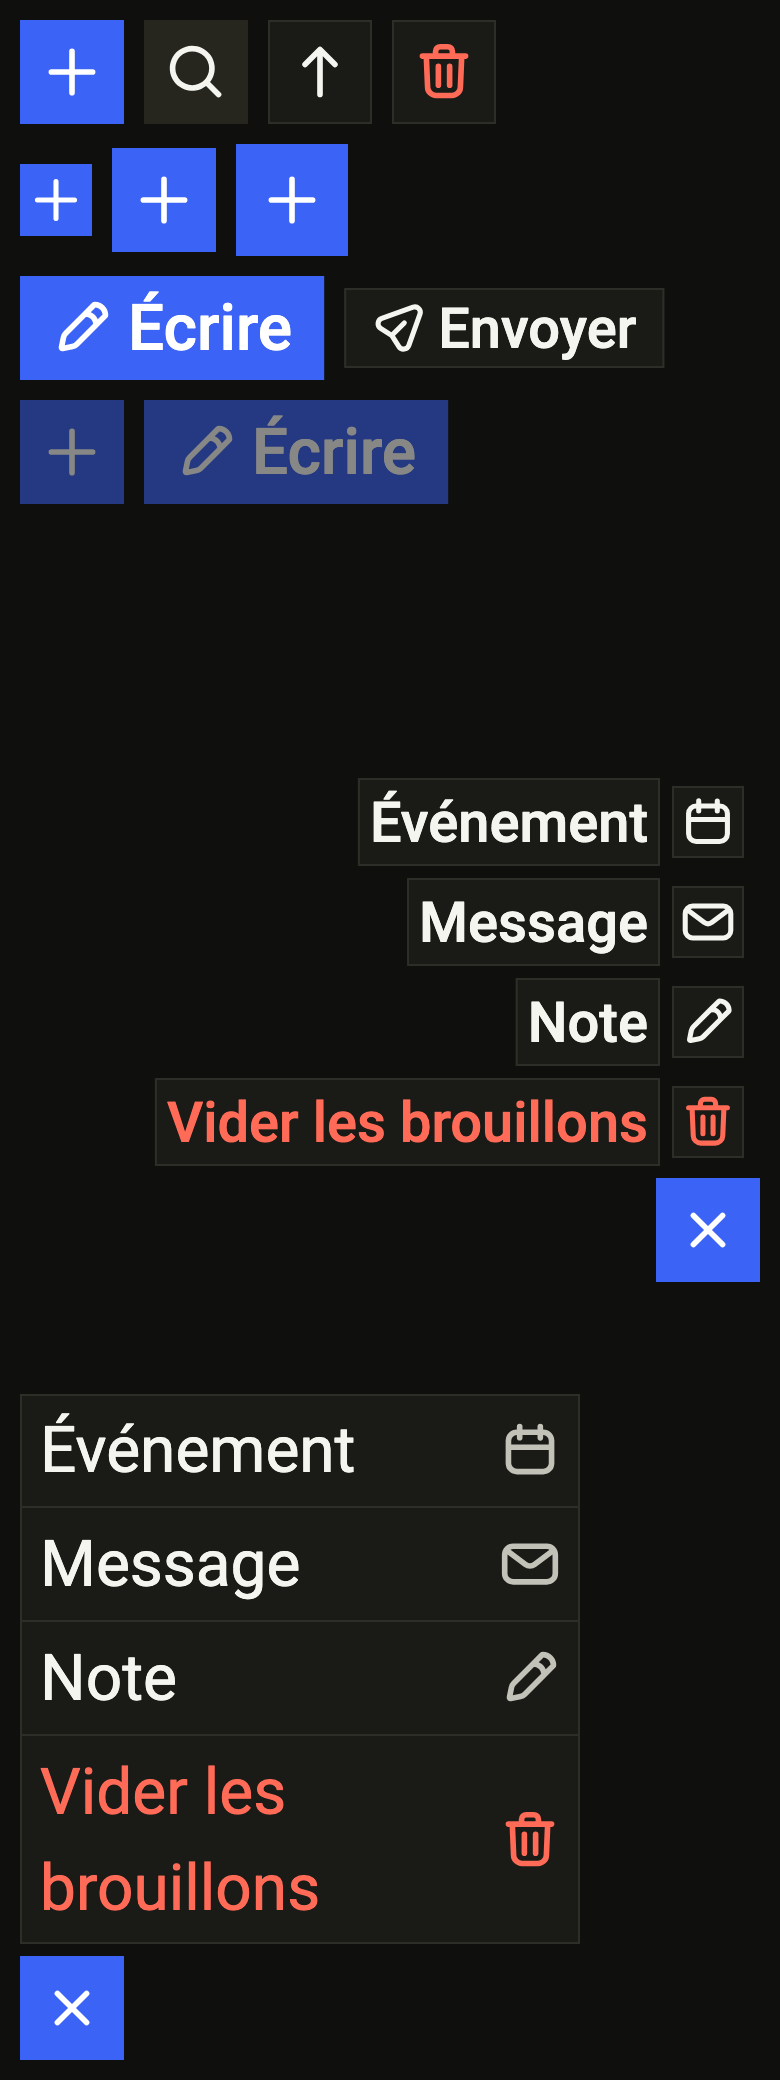 Écrire
Envoyer
Écrire
Événement
Message
Note
Vider les brouillons
Événement
Message
Note
Vider les
brouillons